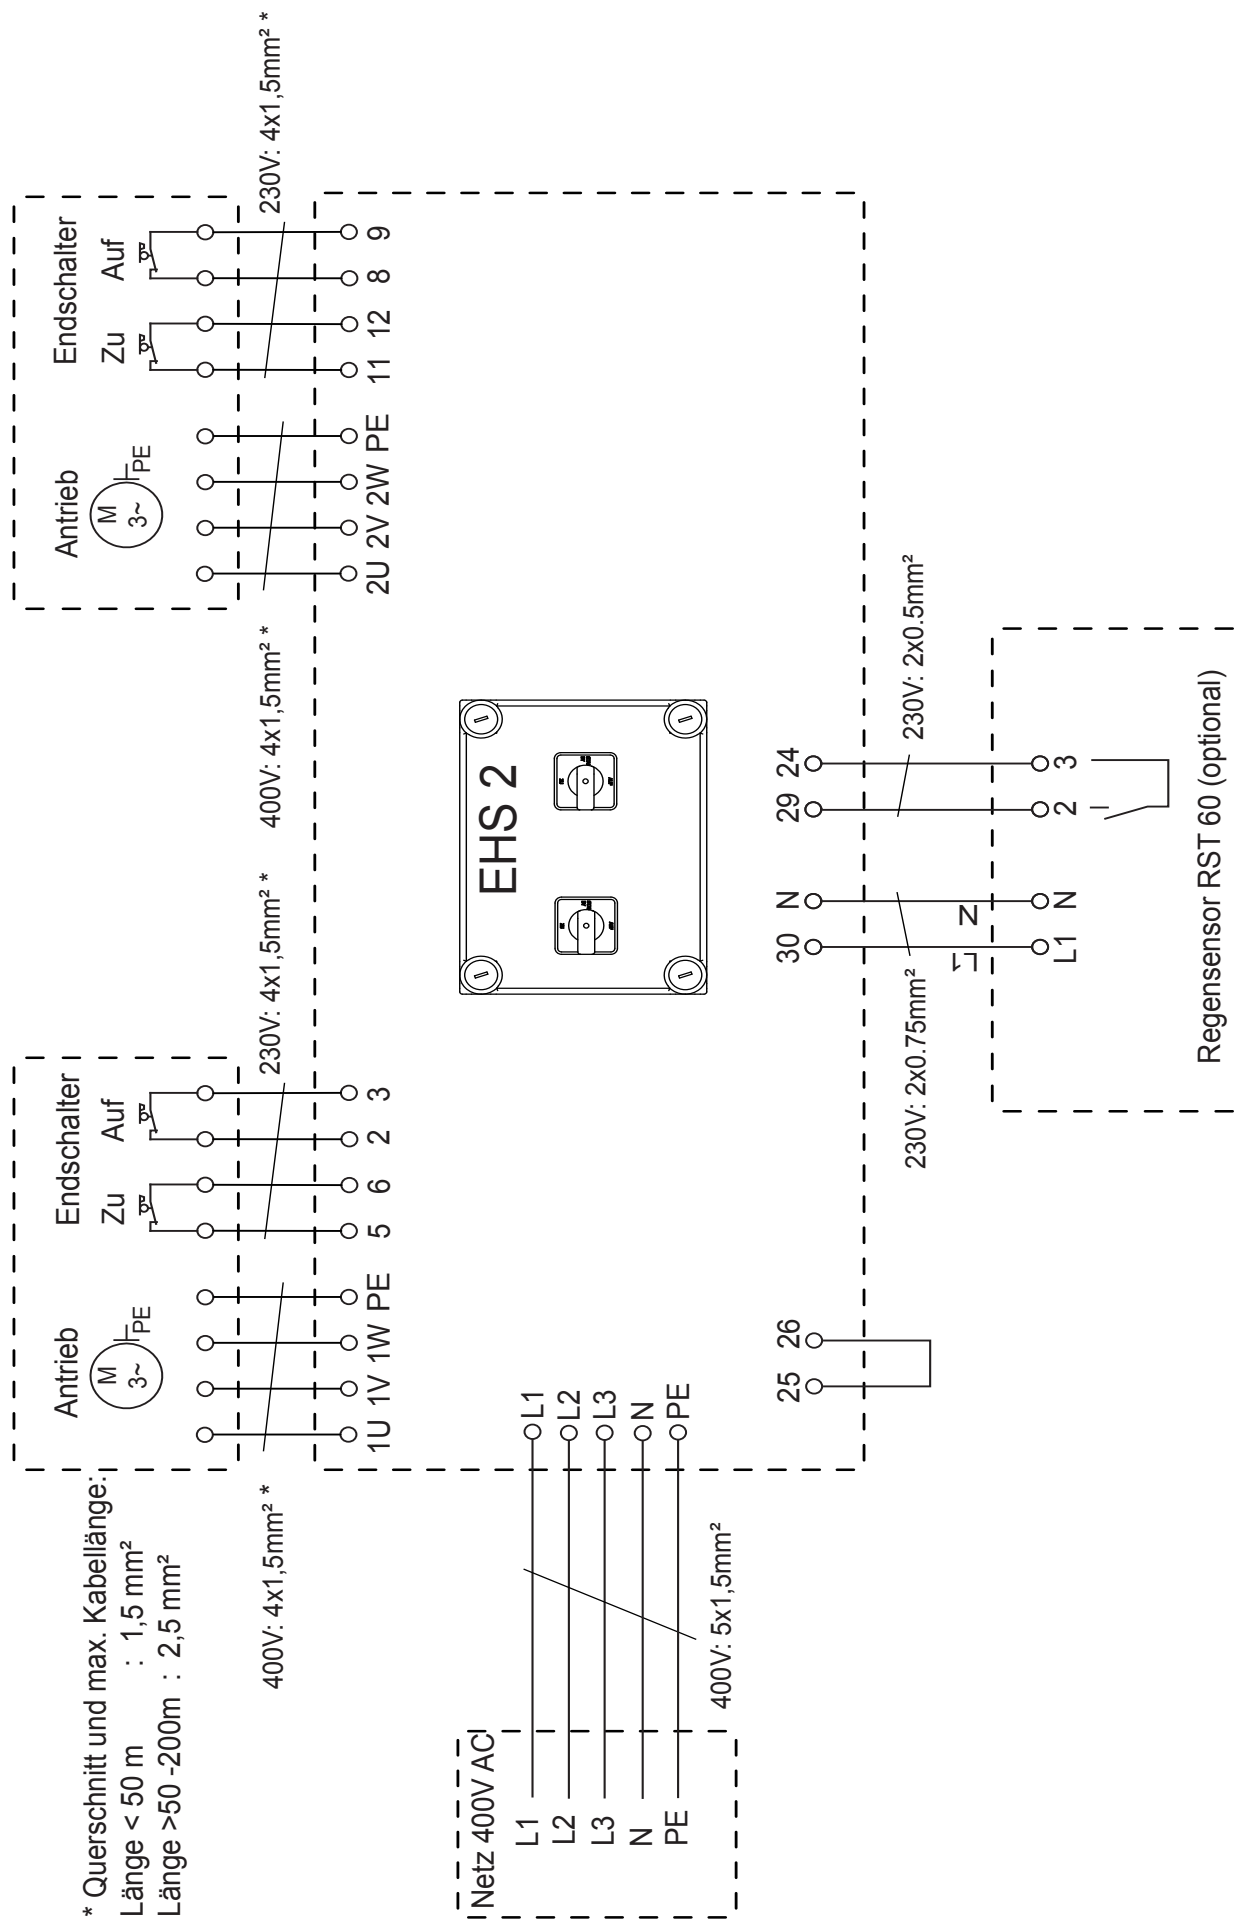 * Querschnitt und max. Kabellänge:
Länge < 50 m : 1,5 mm²
Länge >50 -200m : 2,5 mm²
Antrieb
M
3~
PE
Endschalter
Zu
Auf
400V: 4x1,5mm² *
230V: 4x1,5mm² *
1U 1V 1W PE 5 6 2 3
Antrieb
M
3~
PE
Endschalter
Zu
Auf
400V: 4x1,5mm² *
230V: 4x1,5mm² *
2U 2V 2W PE 11 12 8 9
EHS 2
Netz 400V AC
L1
L2
L3
N
PE
400V: 5x1,5mm²
L1
L2
L3
N
PE
25 26
30 N 29 24
230V: 2x0.75mm²
230V: 2x0.5mm²
L1 N
L1 N 2 3
Regensensor RST 60 (optional)